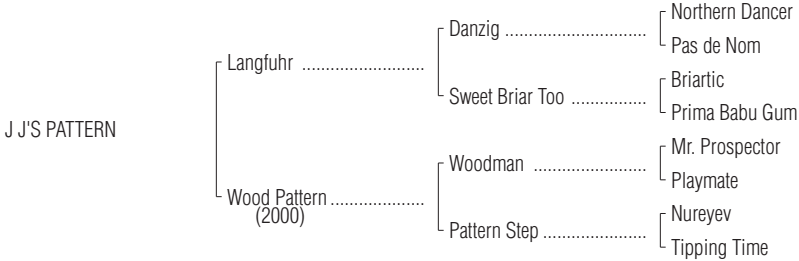 Northern Dancer
Danzig ..............................
Pas de Nom
Langfuhr ..........................
Briartic
Sweet Briar Too ................
Prima Babu Gum
J J'S PATTERN
Mr. Prospector
Woodman ........................
Playmate
Wood Pattern ....................
(2000)
Nureyev
Pattern Step ......................
Tipping Time